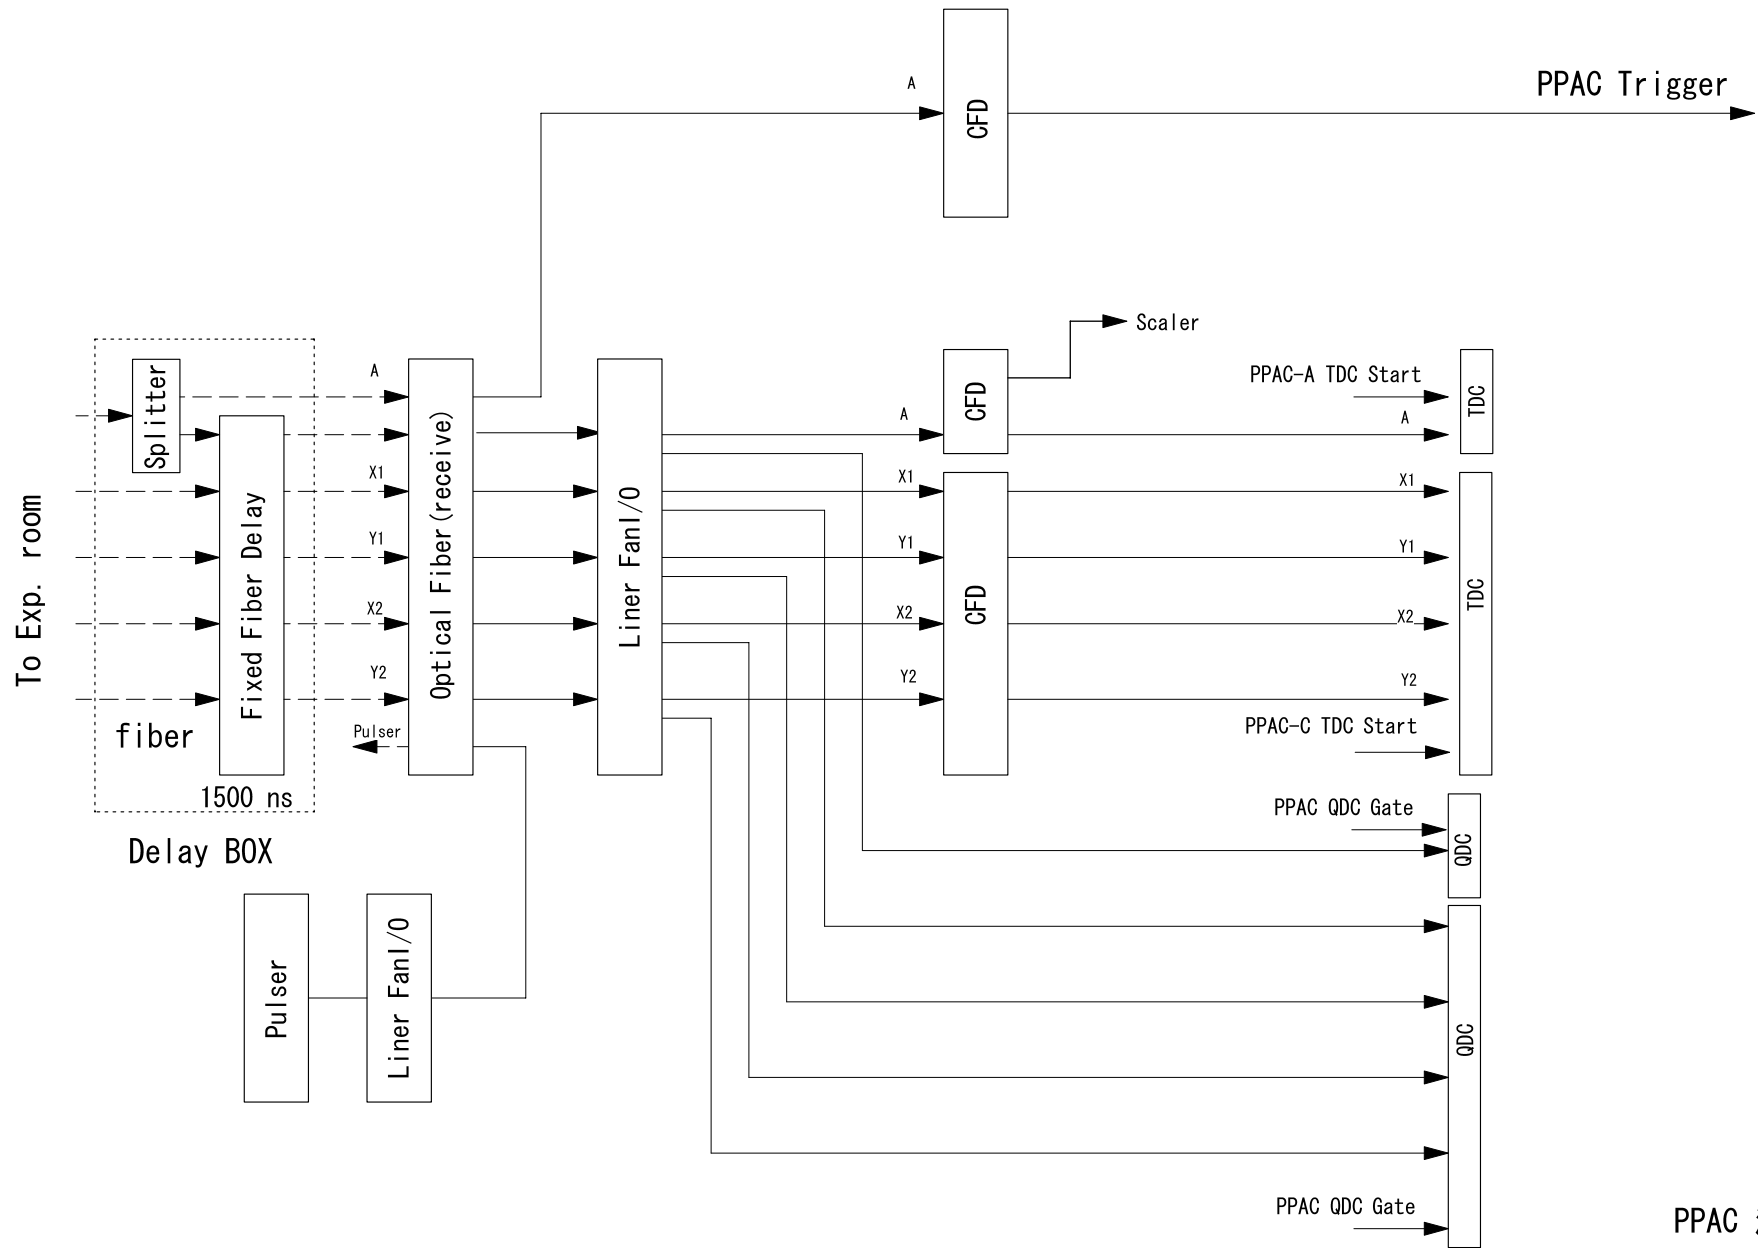 A
CFD
PPAC Trigger
Scaler
Splitter
A
A
CFD
PPAC-A TDC Start
A
TDC
To Exp. room
Fixed Fiber Delay
X1
Y1
X2
Y2
Optical Fiber(receive)
Liner FanI/O
X1
Y1
X2
Y2
CFD
X1
Y1
X2
Y2
TDC
fiber
Pulser
PPAC-C TDC Start
1500 ns
Delay BOX
PPAC QDC Gate
QDC
Pulser
Liner FanI/O
QDC
PPAC QDC Gate
PPAC